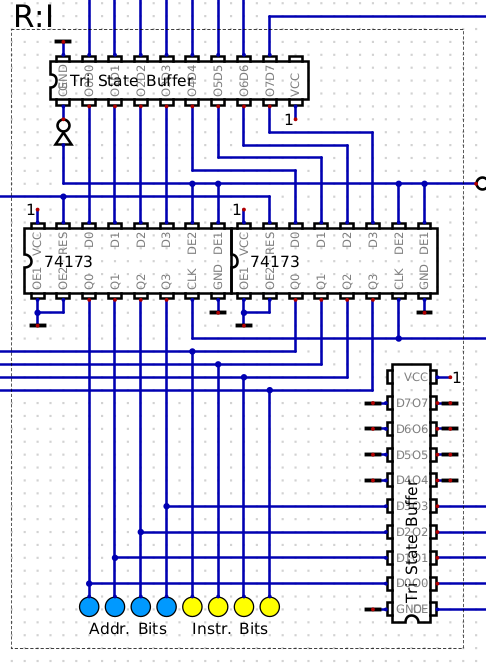 R:I
GND OE O0D0 O1D1 O2D2 O3D3 O4D4 O5D5 O6D6 O7D7 VCC
Tri State Buffer
1
1 1
VCC RES D0 D1 D2 D3 DE2 DE1 VCC RES D0 D1 D2 D3 DE2 DE1
74173 74173
OE1 OE2 Q0 Q1 Q2 Q3 CLK GND OE1 OE2 Q0 Q1 Q2 Q3 CLK GND
VCC 1
D7O7
D6O6
D5O5
D4O4
D3O3
D2O2
D1O1
D0O0
GND OE
Tri State Buffer
Addr. Bits Instr. Bits